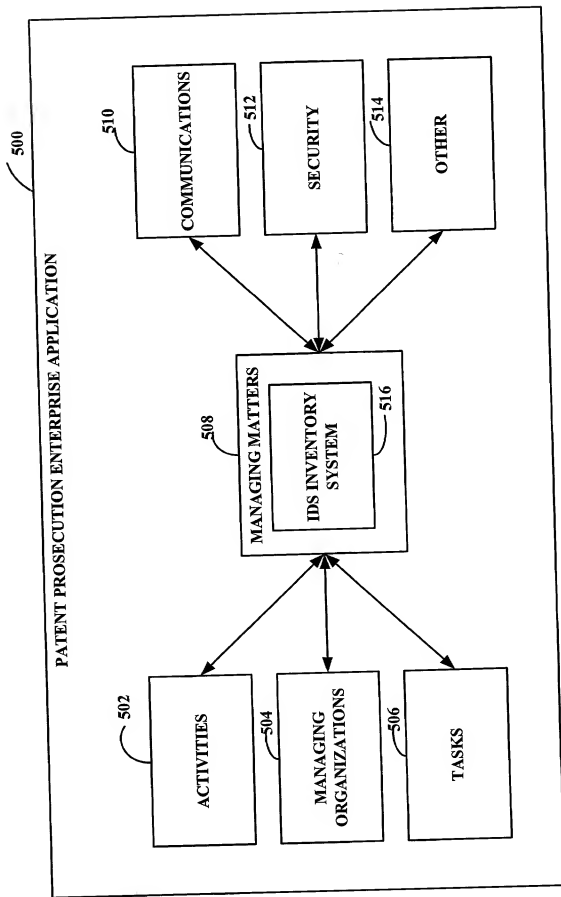 500
PATENT PROSECUTION ENTERPRISE APPLICATION
502
ACTIVITIES
504
MANAGING
ORGANIZATIONS
506
TASKS
508
MANAGING MATTERS
IDS INVENTORY
SYSTEM
516
510
COMMUNICATIONS
512
SECURITY
514
OTHER